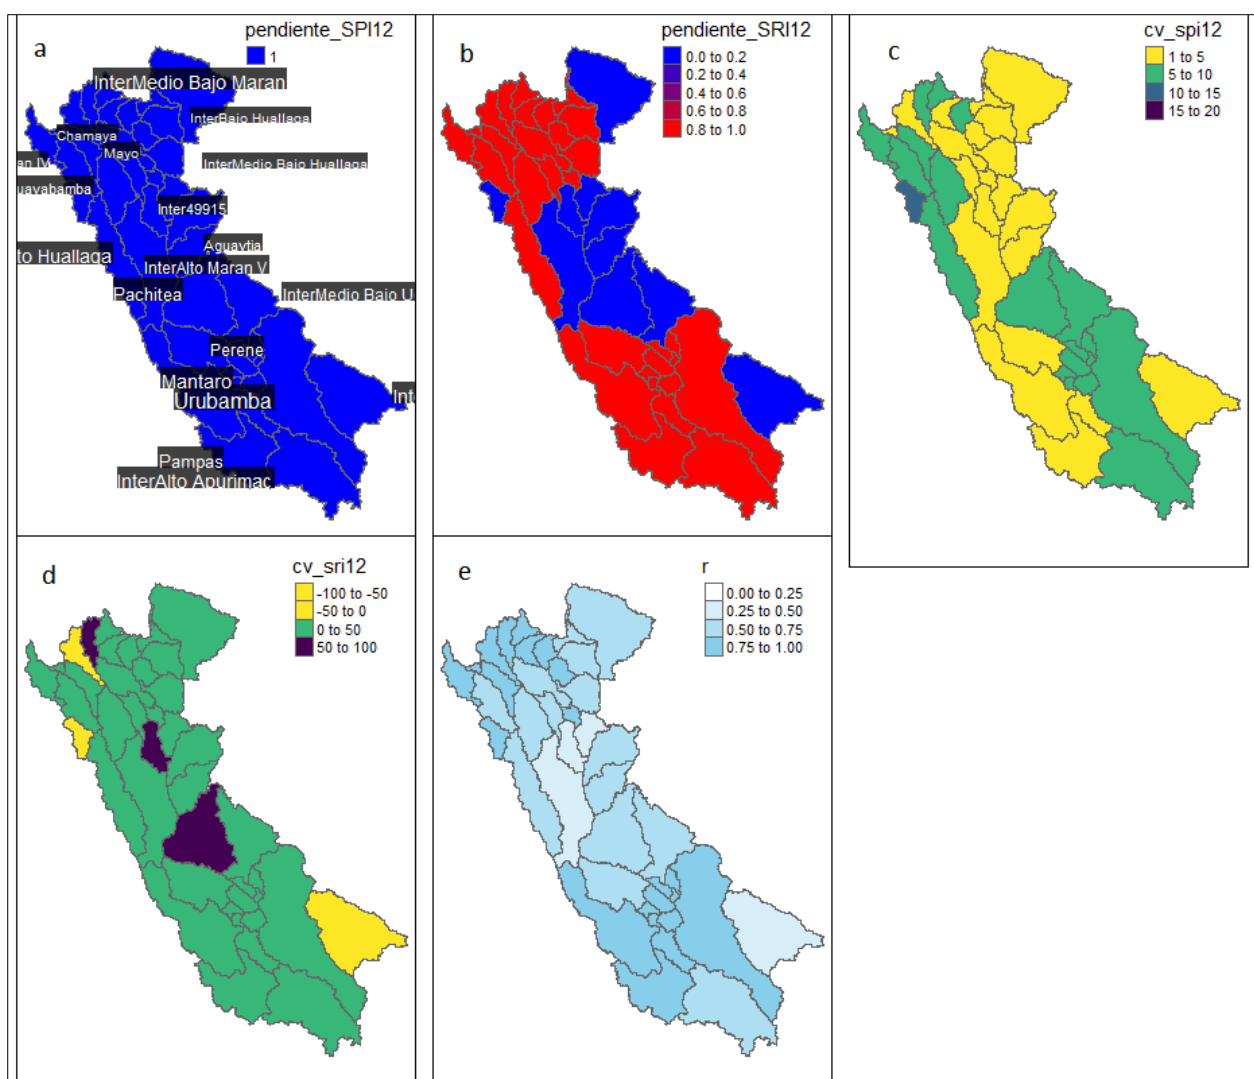 a
pendiente_SPI12
1
InterMedio Bajo Maran
InterBajo Huallaga
Chamaya
Mayo
InterMedio Bajo Huallaga
an IV
uayabamba
Inter49915
Aguaytia
to Huallaga
InterAlto Maran V
Pachitea
InterMedio Bajo U
Perene
Mantaro
Urubamba
Inte
Pampas
InterAlto Apurimac
b
pendiente_SRI12
0.0 to 0.2
0.2 to 0.4
0.4 to 0.6
0.6 to 0.8
0.8 to 1.0
c
cv_spi12
1 to 5
5 to 10
10 to 15
15 to 20
d
cv_sri12
-100 to -50
-50 to 0
0 to 50
50 to 100
e
r
0.00 to 0.25
0.25 to 0.50
0.50 to 0.75
0.75 to 1.00